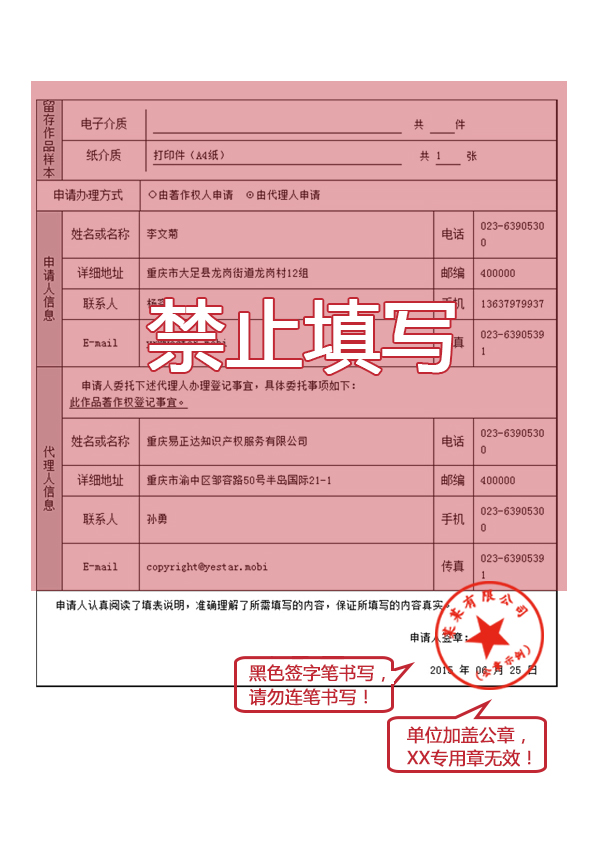 留存作品样本
电子介质 共 件
纸介质 打印件（A4纸） 共 1 张
申请办理方式 ◇由著作权人申请 ⊙由代理人申请
申请人信息
姓名或名称 李文菊 电话 023-63905300
详细地址 重庆市大足县龙岗街道龙岗村12组 邮编 400000
联系人 手机 13637979937
禁止填写
E-mail 传真 023-63905391
代理人信息
申请人委托下述代理人办理登记事宜，具体委托事项如下：
此作品著作权登记事宜。
姓名或名称 重庆易正达知识产权服务有限公司 电话 023-63905300
详细地址 重庆市渝中区邹容路50号半岛国际21-1 邮编 400000
联系人 孙勇 手机 023-63905300
E-mail copyright@yestar.mobi 传真 023-63905391
申请人认真阅读了填表说明，准确理解了所需填写的内容，保证所填写的内容真实。
申请人签章：
某某有限公司
（公章示例）
2015 年 06 月 25 日
黑色签字笔书写，
请勿连笔书写！
单位加盖公章，
XX专用章无效！